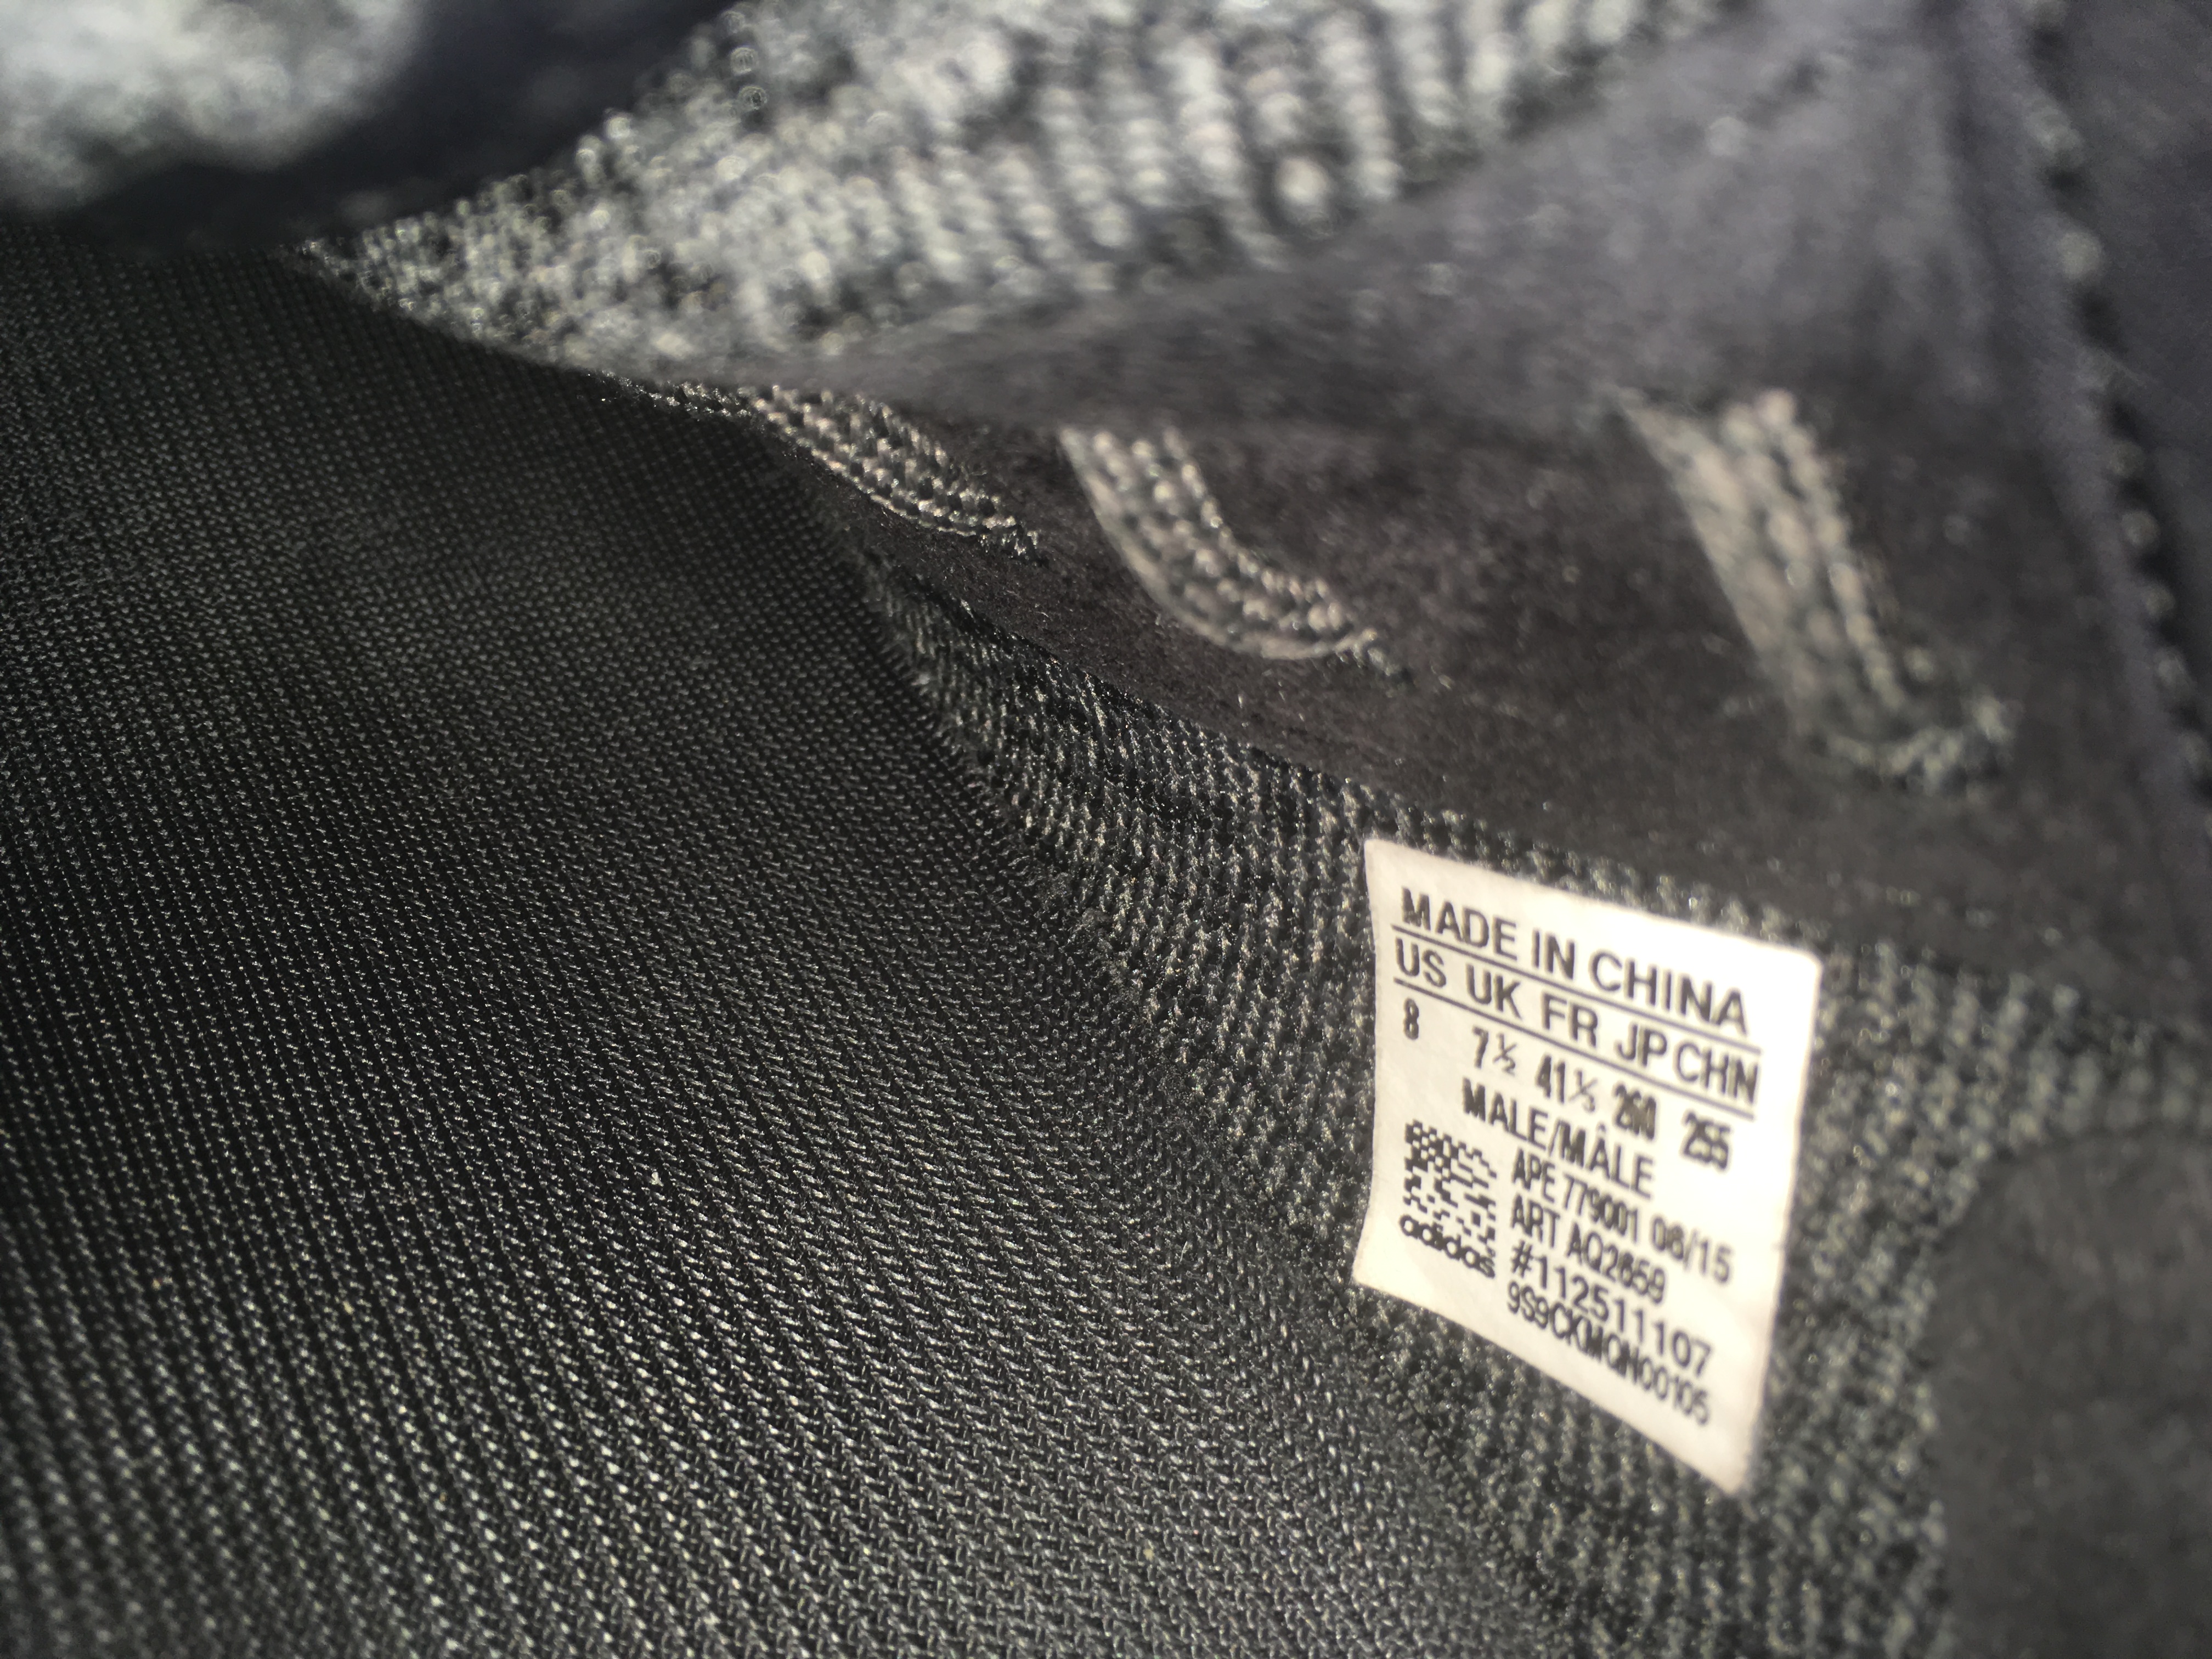 MADE IN CHINA
US UK FR JP CHN
8 7½ 41⅓ 260 255
MALE/MÂLE
APE 779001 06/15
ART AQ2659
#112511107
9S9CKMQN00105
adidas